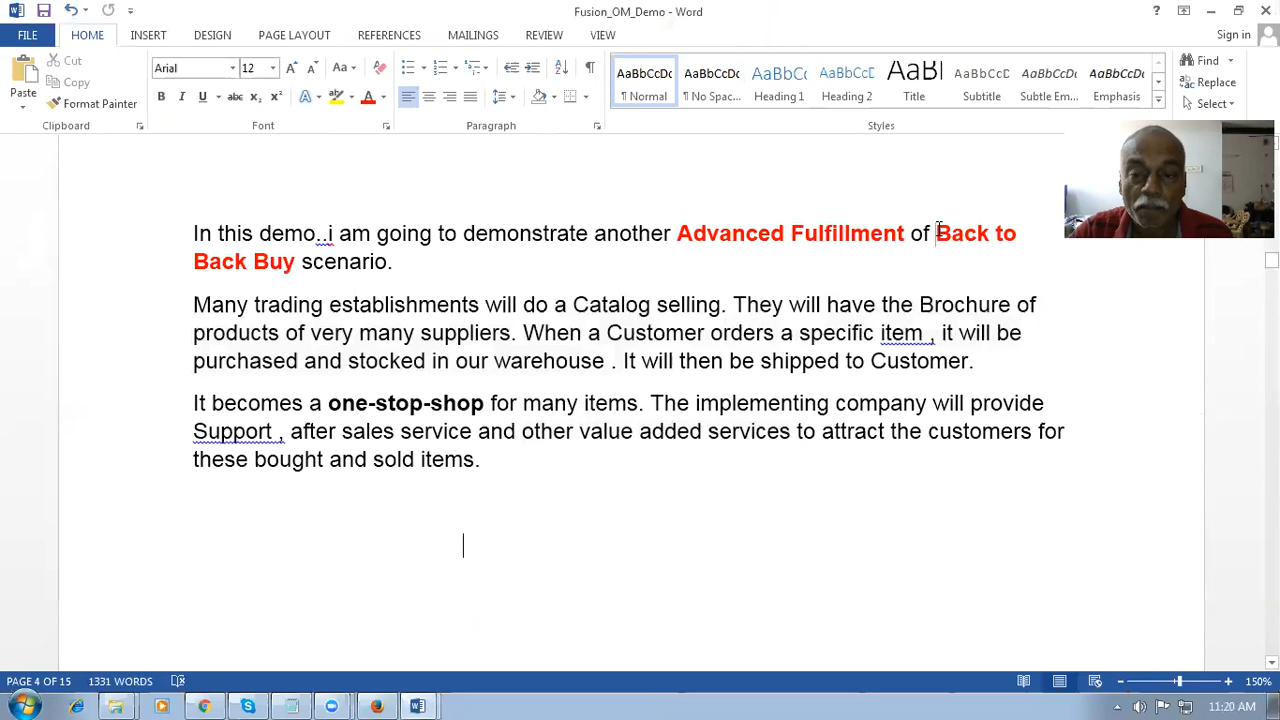 Fusion_OM_Demo - Word
?
FILE HOME INSERT DESIGN PAGE LAYOUT REFERENCES MAILINGS REVIEW VIEW Sign in
Paste
Cut
Copy
Format Painter
Clipboard
Arial 12
Font
Paragraph
AaBbCcDc AaBbCcDc AaBbCc AaBbCc AaBl AaBbCcD AaBbCcDc AaBbCcDc
¶ Normal ¶ No Spac... Heading 1 Heading 2 Title Subtitle Subtle Em... Emphasis
Styles
Find
Replace
Select
In this demo..i am going to demonstrate another Advanced Fulfillment of Back to
Back Buy scenario.
Many trading establishments will do a Catalog selling. They will have the Brochure of
products of very many suppliers. When a Customer orders a specific item , it will be
purchased and stocked in our warehouse . It will then be shipped to Customer.
It becomes a one-stop-shop for many items. The implementing company will provide
Support , after sales service and other value added services to attract the customers for
these bought and sold items.
PAGE 4 OF 15 1331 WORDS 150%
11:20 AM